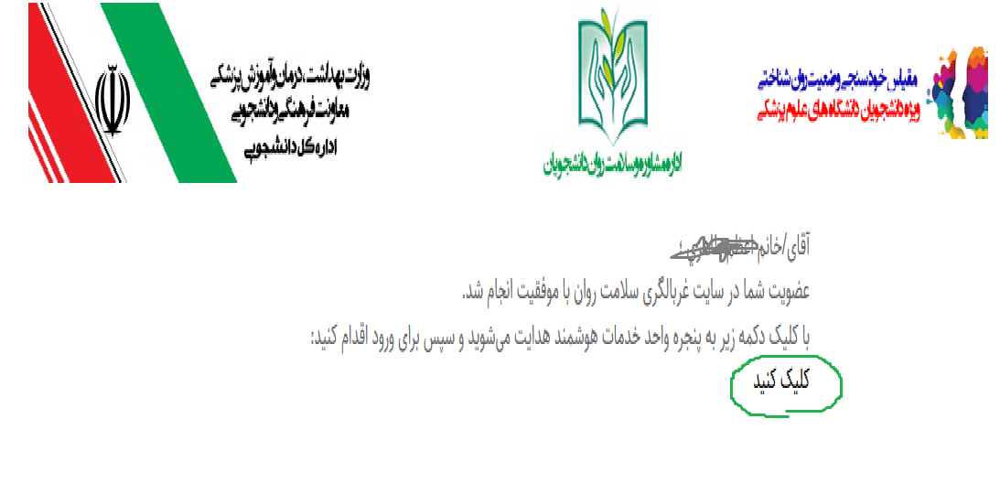 وزارت بهداشت، درمان و آموزش پزشکی
معاونت فرهنگی و دانشجویی
اداره کل دانشجویی
اداره مشاوره و سلامت روان دانشجویان
مقیاس خودسنجی وضعیت روان شناختی
ویژه دانشجویان دانشگاه های علوم پزشکی
آقای/خانم ؛
عضویت شما در سایت غربالگری سلامت روان با موفقیت انجام شد.
با کلیک دکمه زیر به پنجره واحد خدمات هوشمند هدایت می‌شوید و سپس برای ورود اقدام کنید:
کلیک کنید